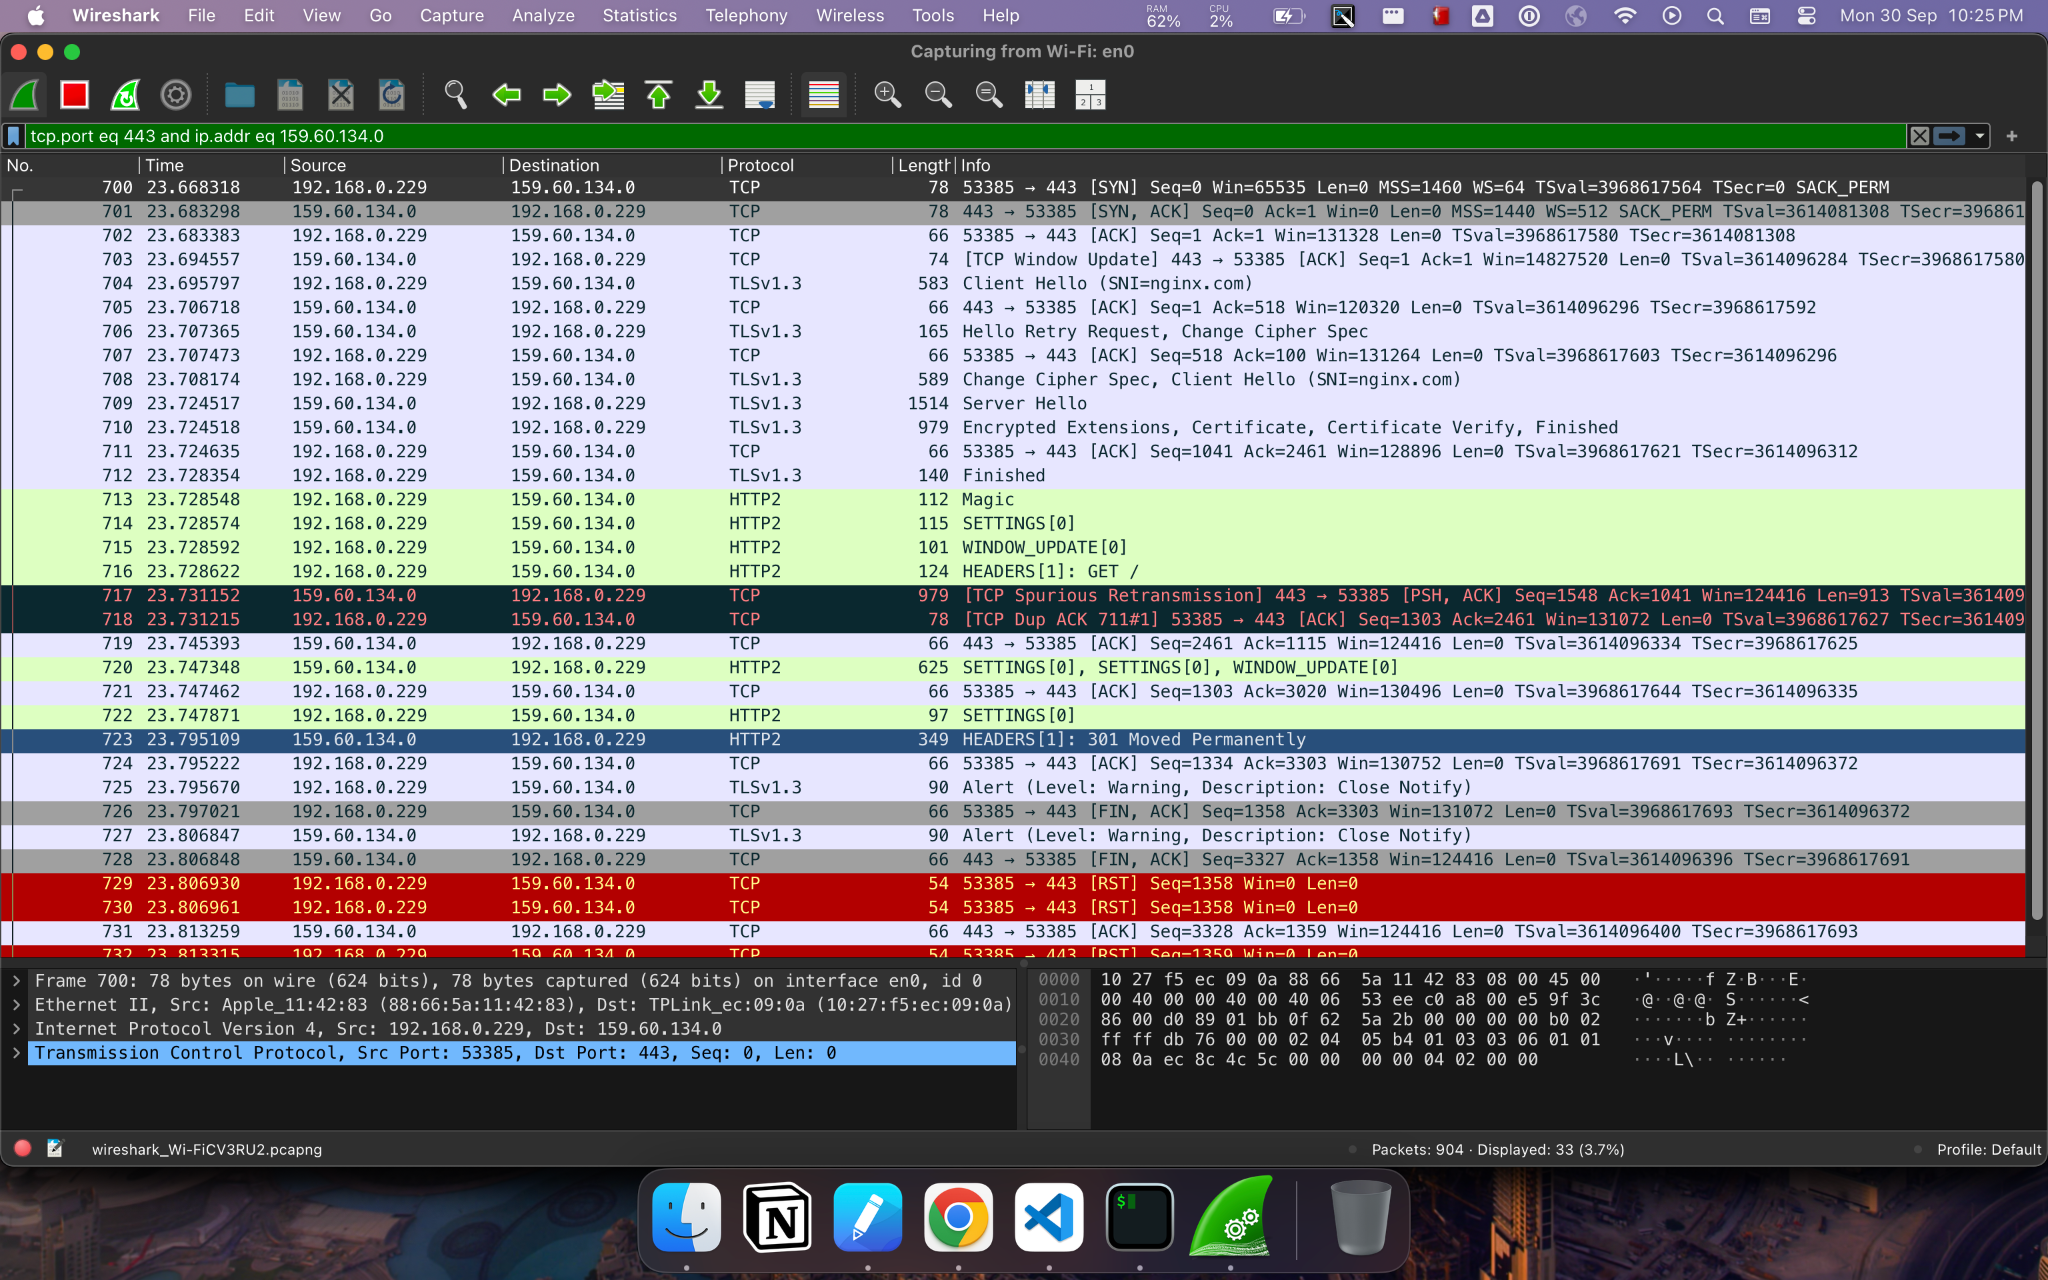 Wireshark File Edit View Go Capture Analyze Statistics Telephony Wireless Tools Help RAM 62% CPU 2% Mon 30 Sep 10:25 PM
Capturing from Wi-Fi: en0
tcp.port eq 443 and ip.addr eq 159.60.134.0
No. Time Source Destination Protocol Length Info
700 23.668318 192.168.0.229 159.60.134.0 TCP 78 53385 → 443 [SYN] Seq=0 Win=65535 Len=0 MSS=1460 WS=64 TSval=3968617564 TSecr=0 SACK_PERM
701 23.683298 159.60.134.0 192.168.0.229 TCP 78 443 → 53385 [SYN, ACK] Seq=0 Ack=1 Win=0 Len=0 MSS=1440 WS=512 SACK_PERM TSval=3614081308 TSecr=396861
702 23.683383 192.168.0.229 159.60.134.0 TCP 66 53385 → 443 [ACK] Seq=1 Ack=1 Win=131328 Len=0 TSval=3968617580 TSecr=3614081308
703 23.694557 159.60.134.0 192.168.0.229 TCP 74 [TCP Window Update] 443 → 53385 [ACK] Seq=1 Ack=1 Win=14827520 Len=0 TSval=3614096284 TSecr=3968617580
704 23.695797 192.168.0.229 159.60.134.0 TLSv1.3 583 Client Hello (SNI=nginx.com)
705 23.706718 159.60.134.0 192.168.0.229 TCP 66 443 → 53385 [ACK] Seq=1 Ack=518 Win=120320 Len=0 TSval=3614096296 TSecr=3968617592
706 23.707365 159.60.134.0 192.168.0.229 TLSv1.3 165 Hello Retry Request, Change Cipher Spec
707 23.707473 192.168.0.229 159.60.134.0 TCP 66 53385 → 443 [ACK] Seq=518 Ack=100 Win=131264 Len=0 TSval=3968617603 TSecr=3614096296
708 23.708174 192.168.0.229 159.60.134.0 TLSv1.3 589 Change Cipher Spec, Client Hello (SNI=nginx.com)
709 23.724517 159.60.134.0 192.168.0.229 TLSv1.3 1514 Server Hello
710 23.724518 159.60.134.0 192.168.0.229 TLSv1.3 979 Encrypted Extensions, Certificate, Certificate Verify, Finished
711 23.724635 192.168.0.229 159.60.134.0 TCP 66 53385 → 443 [ACK] Seq=1041 Ack=2461 Win=128896 Len=0 TSval=3968617621 TSecr=3614096312
712 23.728354 192.168.0.229 159.60.134.0 TLSv1.3 140 Finished
713 23.728548 192.168.0.229 159.60.134.0 HTTP2 112 Magic
714 23.728574 192.168.0.229 159.60.134.0 HTTP2 115 SETTINGS[0]
715 23.728592 192.168.0.229 159.60.134.0 HTTP2 101 WINDOW_UPDATE[0]
716 23.728622 192.168.0.229 159.60.134.0 HTTP2 124 HEADERS[1]: GET /
717 23.731152 159.60.134.0 192.168.0.229 TCP 979 [TCP Spurious Retransmission] 443 → 53385 [PSH, ACK] Seq=1548 Ack=1041 Win=124416 Len=913 TSval=361409
718 23.731215 192.168.0.229 159.60.134.0 TCP 78 [TCP Dup ACK 711#1] 53385 → 443 [ACK] Seq=1303 Ack=2461 Win=131072 Len=0 TSval=3968617627 TSecr=361409
719 23.745393 159.60.134.0 192.168.0.229 TCP 66 443 → 53385 [ACK] Seq=2461 Ack=1115 Win=124416 Len=0 TSval=3614096334 TSecr=3968617625
720 23.747348 159.60.134.0 192.168.0.229 HTTP2 625 SETTINGS[0], SETTINGS[0], WINDOW_UPDATE[0]
721 23.747462 192.168.0.229 159.60.134.0 TCP 66 53385 → 443 [ACK] Seq=1303 Ack=3020 Win=130496 Len=0 TSval=3968617644 TSecr=3614096335
722 23.747871 192.168.0.229 159.60.134.0 HTTP2 97 SETTINGS[0]
723 23.795109 159.60.134.0 192.168.0.229 HTTP2 349 HEADERS[1]: 301 Moved Permanently
724 23.795222 192.168.0.229 159.60.134.0 TCP 66 53385 → 443 [ACK] Seq=1334 Ack=3303 Win=130752 Len=0 TSval=3968617691 TSecr=3614096372
725 23.795670 192.168.0.229 159.60.134.0 TLSv1.3 90 Alert (Level: Warning, Description: Close Notify)
726 23.797021 192.168.0.229 159.60.134.0 TCP 66 53385 → 443 [FIN, ACK] Seq=1358 Ack=3303 Win=131072 Len=0 TSval=3968617693 TSecr=3614096372
727 23.806847 159.60.134.0 192.168.0.229 TLSv1.3 90 Alert (Level: Warning, Description: Close Notify)
728 23.806848 159.60.134.0 192.168.0.229 TCP 66 443 → 53385 [FIN, ACK] Seq=3327 Ack=1358 Win=124416 Len=0 TSval=3614096396 TSecr=3968617691
729 23.806930 192.168.0.229 159.60.134.0 TCP 54 53385 → 443 [RST] Seq=1358 Win=0 Len=0
730 23.806961 192.168.0.229 159.60.134.0 TCP 54 53385 → 443 [RST] Seq=1358 Win=0 Len=0
731 23.813259 159.60.134.0 192.168.0.229 TCP 66 443 → 53385 [ACK] Seq=3328 Ack=1359 Win=124416 Len=0 TSval=3614096400 TSecr=3968617693
732 23.813315 192.168.0.229 159.60.134.0 TCP 54 53385 → 443 [RST] Seq=1359 Win=0 Len=0
Frame 700: 78 bytes on wire (624 bits), 78 bytes captured (624 bits) on interface en0, id 0
Ethernet II, Src: Apple_11:42:83 (88:66:5a:11:42:83), Dst: TPLink_ec:09:0a (10:27:f5:ec:09:0a)
Internet Protocol Version 4, Src: 192.168.0.229, Dst: 159.60.134.0
Transmission Control Protocol, Src Port: 53385, Dst Port: 443, Seq: 0, Len: 0
0000 10 27 f5 ec 09 0a 88 66 5a 11 42 83 08 00 45 00 ·'·····f Z·B···E·
0010 00 40 00 00 40 00 40 06 53 ee c0 a8 00 e5 9f 3c ·@··@·@· S······<
0020 86 00 d0 89 01 bb 0f 62 5a 2b 00 00 00 00 b0 02 ·······b Z+······
0030 ff ff db 76 00 00 02 04 05 b4 01 03 03 06 01 01 ···v···· ········
0040 08 0a ec 8c 4c 5c 00 00 00 00 04 02 00 00 ····L\·· ······
wireshark_Wi-FiCV3RU2.pcapng Packets: 904 · Displayed: 33 (3.7%) Profile: Default